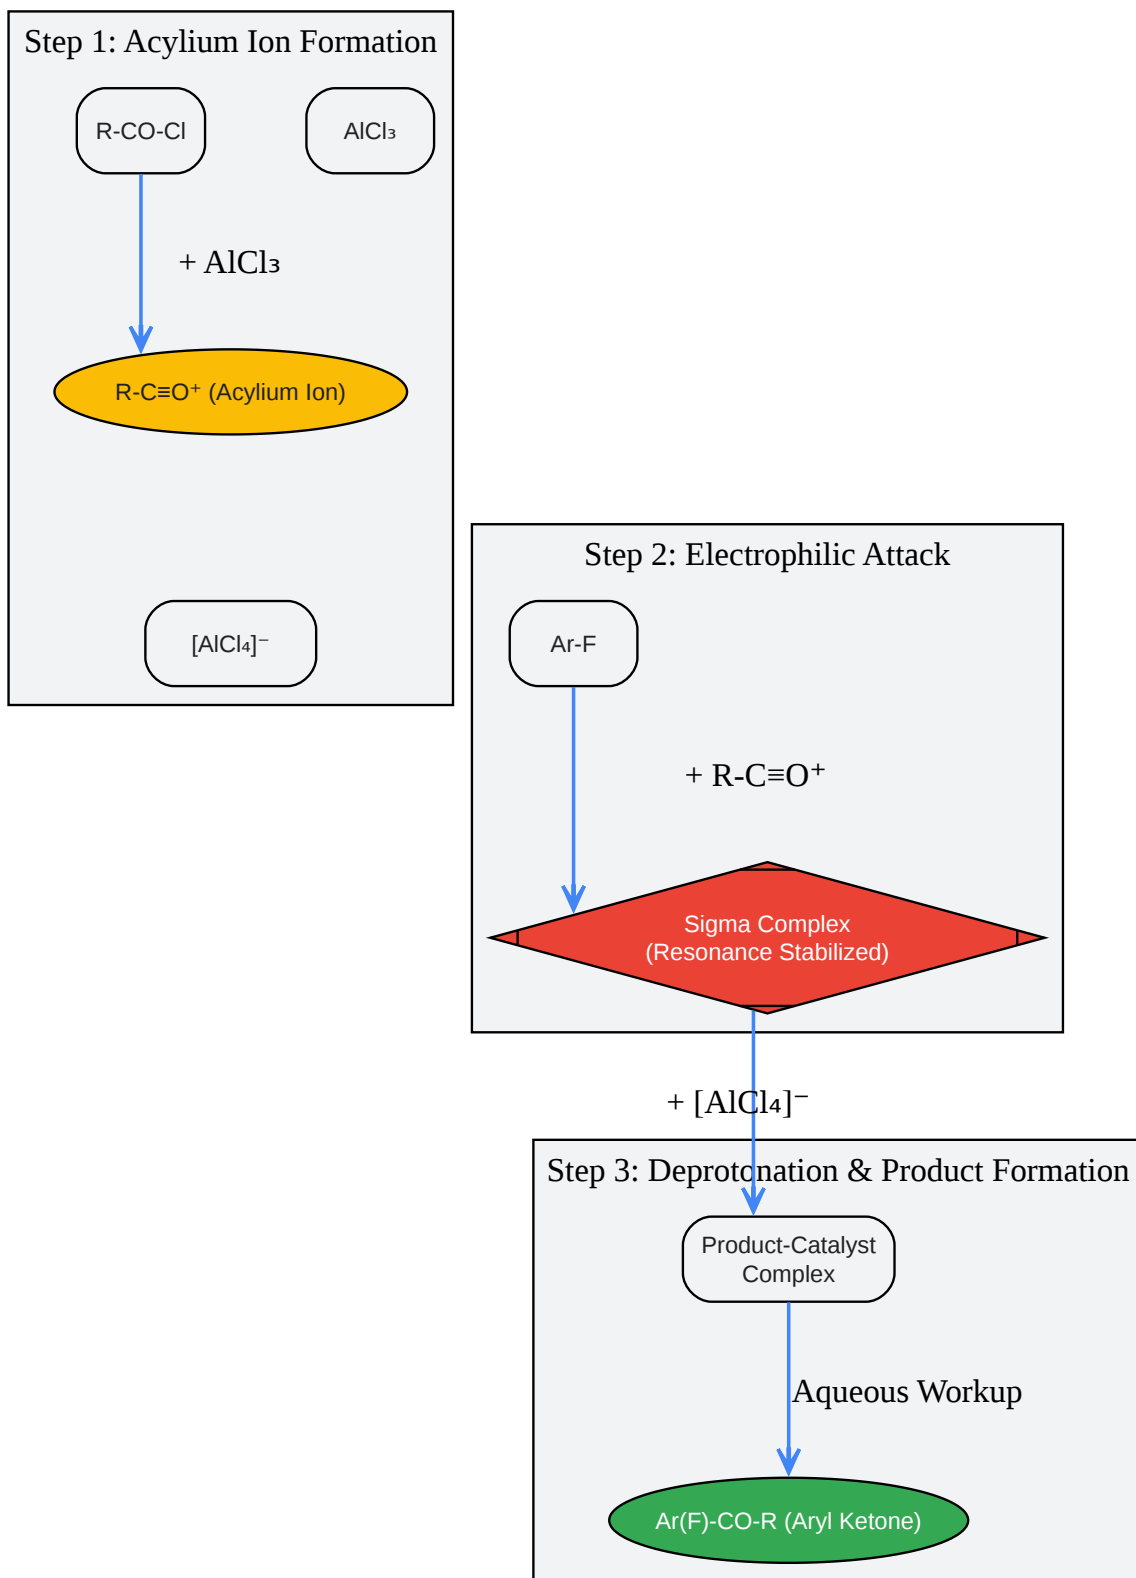 Step 1: Acylium Ion Formation
R-CO-Cl
AlCl₃
+ AlCl₃
R-C≡O⁺ (Acylium Ion)
[AlCl₄]⁻
Step 2: Electrophilic Attack
Ar-F
+ R-C≡O⁺
Sigma Complex
(Resonance Stabilized)
+ [AlCl₄]⁻
Step 3: Deprotonation & Product Formation
Product-Catalyst
Complex
Aqueous Workup
Ar(F)-CO-R (Aryl Ketone)